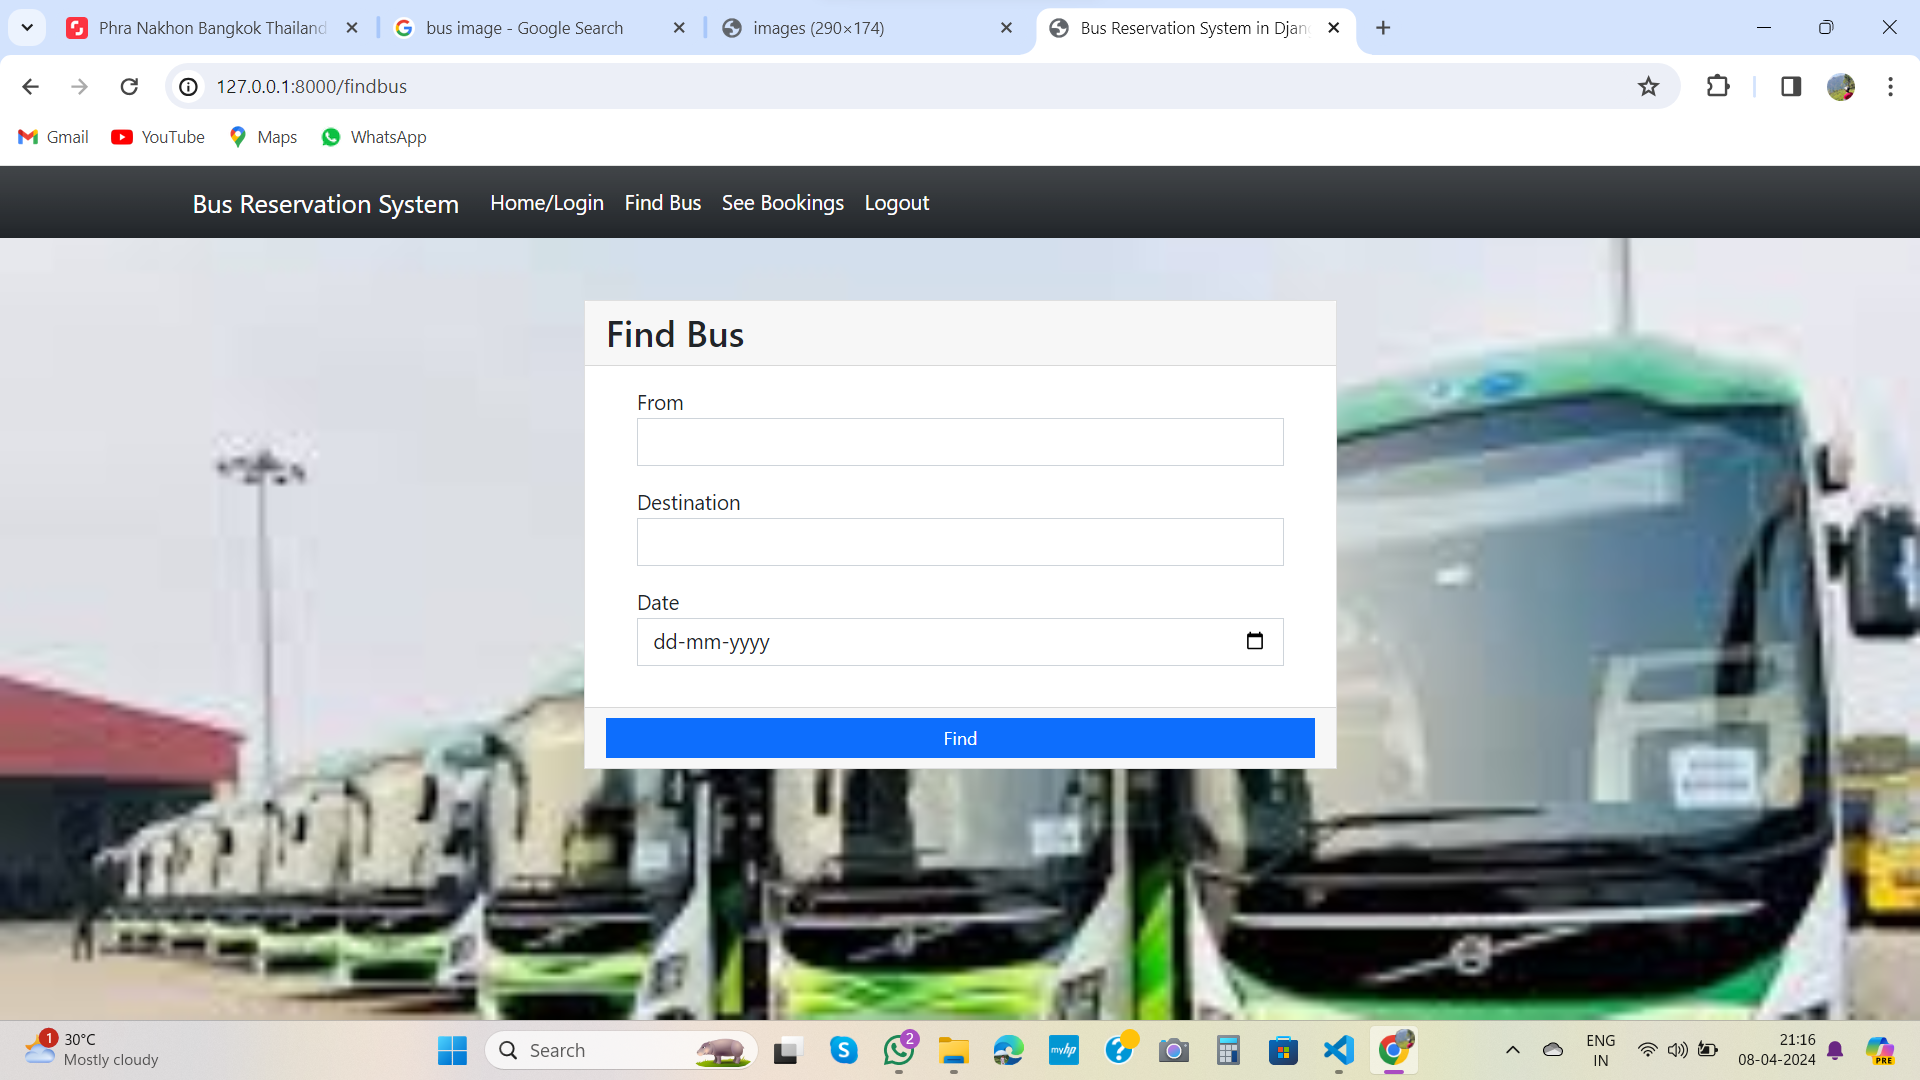 Phra Nakhon Bangkok Thailand
bus image - Google Search
images (290×174)
Bus Reservation System in Djan
127.0.0.1:8000/findbus
Gmail
YouTube
Maps
WhatsApp
Bus Reservation System
Home/Login
Find Bus
See Bookings
Logout
Find Bus
From
Destination
Date
dd-mm-yyyy
Find
1
30°C
Mostly cloudy
Search
S
2
myhp
?
ENG
IN
21:16
08-04-2024
PRE